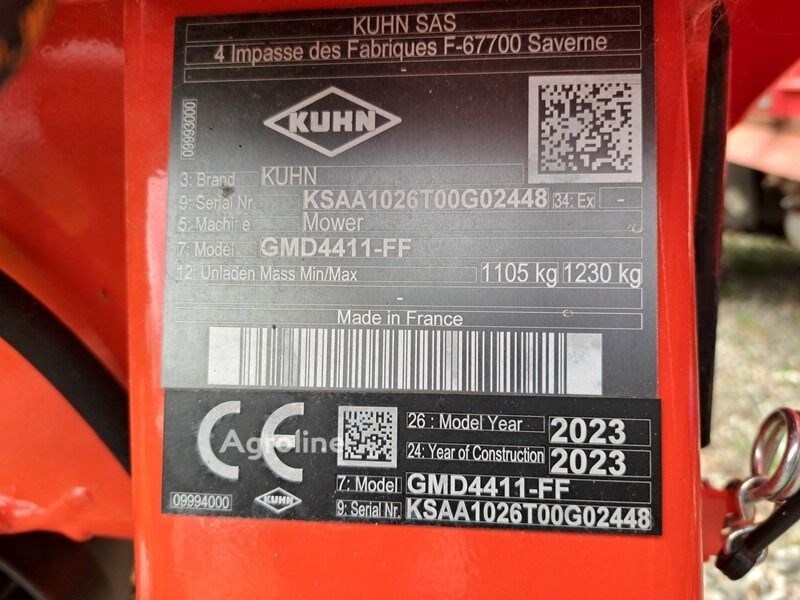 KUHN SAS
4 Impasse des Fabriques F-67700 Saverne
09993000
KUHN
3: Brand KUHN
9: Serial Nr. KSAA1026T00G02448 34: Ex -
5: Machine Mower
7: Model GMD4411-FF
12: Unladen Mass Min/Max 1105 kg 1230 kg
-
Made in France
CE
Agroline
26 : Model Year 2023
24: Year of Construction 2023
7: Model GMD4411-FF
09994000 KUHN 9: Serial Nr. KSAA1026T00G02448